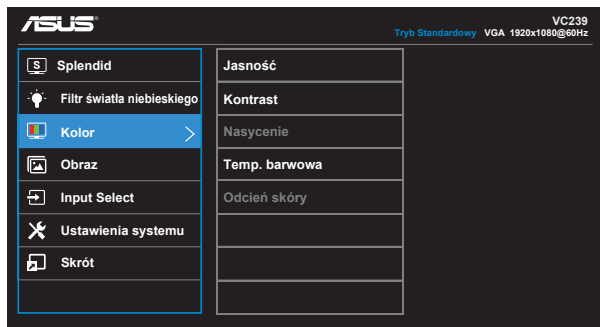 ASUS
VC239
Tryb Standardowy VGA 1920x1080@60Hz
S Splendid
Filtr światła niebieskiego
Kolor
Obraz
Input Select
Ustawienia systemu
Skrót
Jasność
Kontrast
Nasycenie
Temp. barwowa
Odcień skóry